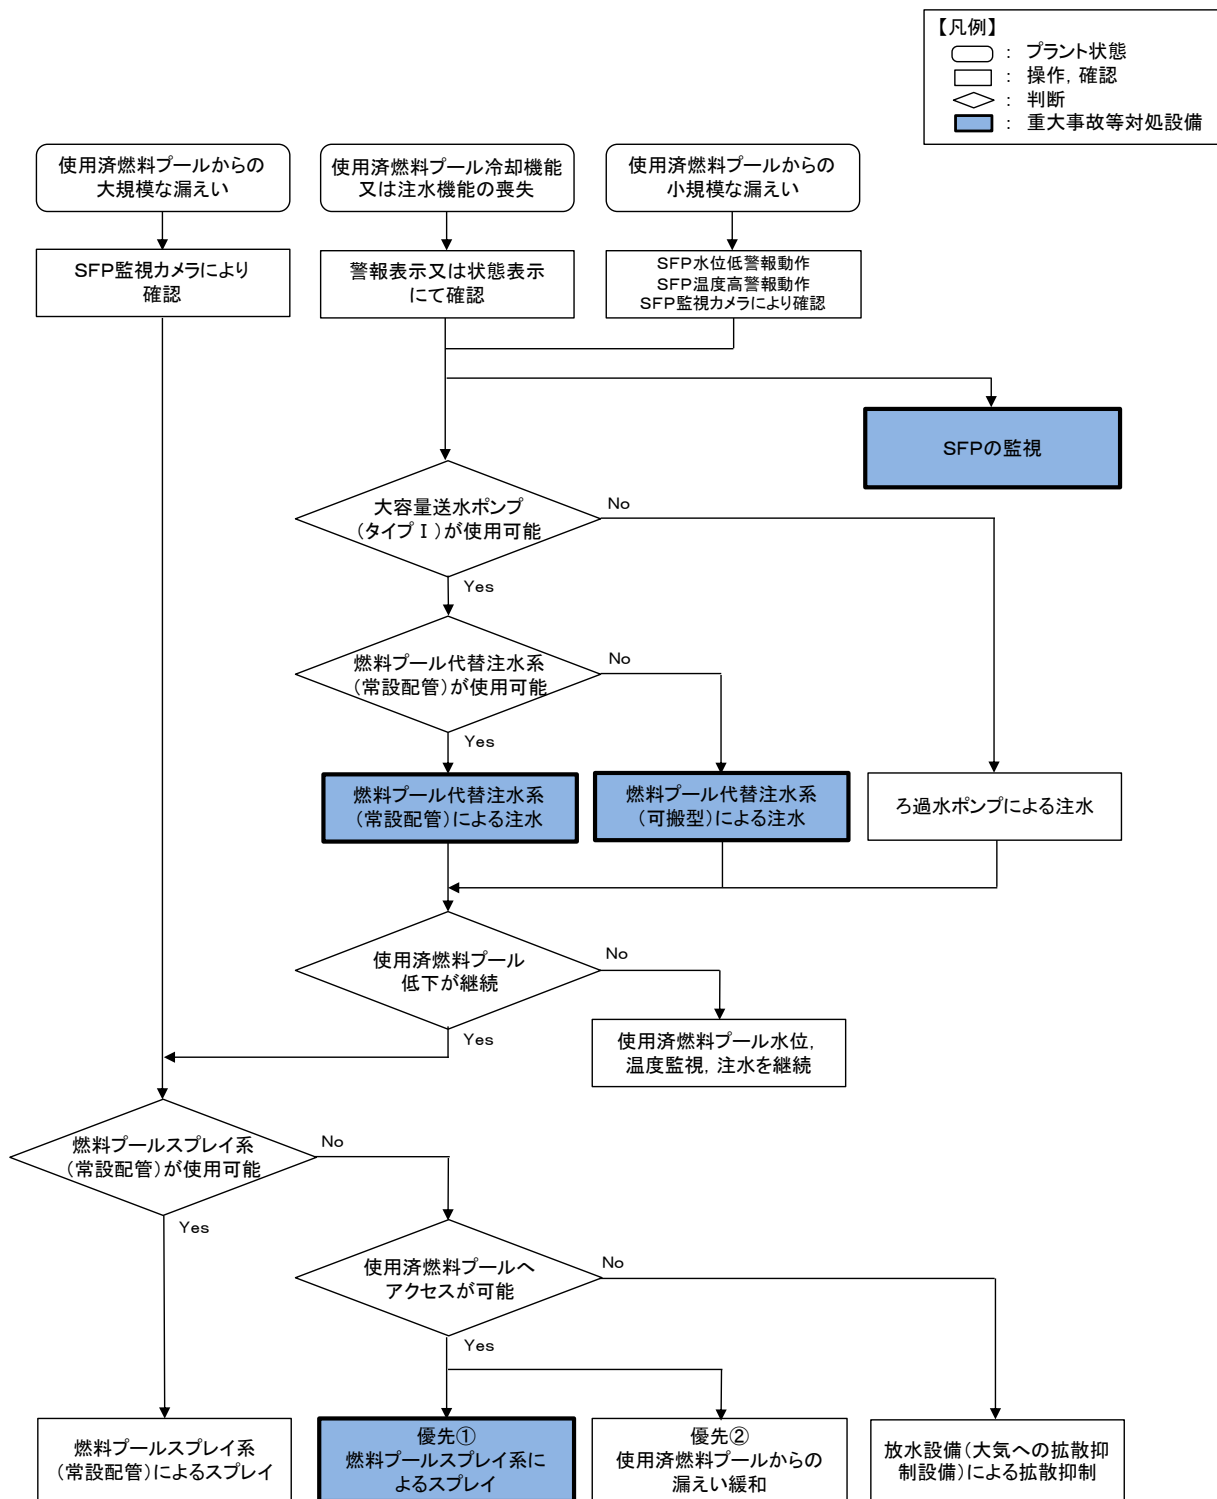 【凡例】
： プラント状態
： 操作，確認
： 判断
： 重大事故等対処設備
使用済燃料プールからの
大規模な漏えい
使用済燃料プール冷却機能
又は注水機能の喪失
使用済燃料プールからの
小規模な漏えい
SFP監視カメラにより
確認
警報表示又は状態表示
にて確認
SFP水位低警報動作
SFP温度高警報動作
SFP監視カメラにより確認
SFPの監視
大容量送水ポンプ
（タイプⅠ）が使用可能
No
Yes
燃料プール代替注水系
（常設配管）が使用可能
No
Yes
燃料プール代替注水系
（常設配管）による注水
燃料プール代替注水系
（可搬型）による注水
ろ過水ポンプによる注水
使用済燃料プール
低下が継続
No
Yes
使用済燃料プール水位，
温度監視，注水を継続
燃料プールスプレイ系
（常設配管）が使用可能
No
Yes
使用済燃料プールへ
アクセスが可能
No
Yes
燃料プールスプレイ系
（常設配管）によるスプレイ
優先①
燃料プールスプレイ系に
よるスプレイ
優先②
使用済燃料プールからの
漏えい緩和
放水設備（大気への拡散抑
制設備）による拡散抑制